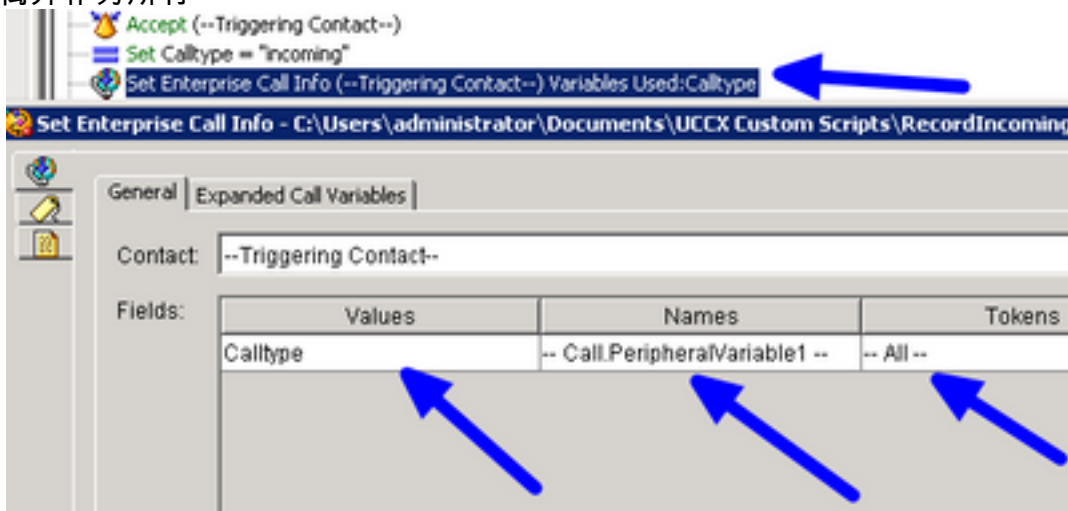 Accept (--Triggering Contact--)
Set Calltype = "incoming"
Set Enterprise Call Info (--Triggering Contact--) Variables Used:Calltype
Set Enterprise Call Info - C:\Users\administrator\Documents\UCCX Custom Scripts\RecordIncoming
General Expanded Call Variables
Contact: --Triggering Contact--
Fields: Values Names Tokens
Calltype -- Call.PeripheralVariable1 -- -- All --